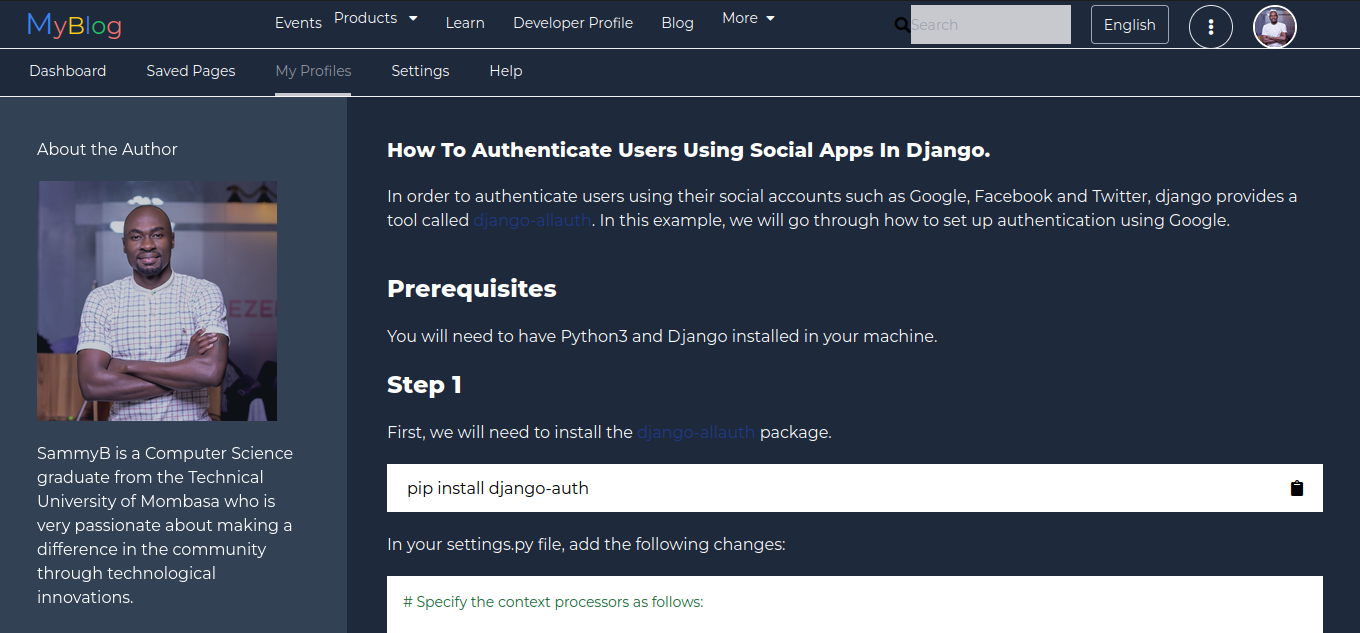 MyBlog
Events Products Learn Developer Profile Blog More
Search
English
Dashboard Saved Pages My Profiles Settings Help
About the Author
EZE
SammyB is a Computer Science
graduate from the Technical
University of Mombasa who is
very passionate about making a
difference in the community
through technological
innovations.
How To Authenticate Users Using Social Apps In Django.
In order to authenticate users using their social accounts such as Google, Facebook and Twitter, django provides a
tool called django-allauth. In this example, we will go through how to set up authentication using Google.
Prerequisites
You will need to have Python3 and Django installed in your machine.
Step 1
First, we will need to install the django-allauth package.
pip install django-auth
In your settings.py file, add the following changes:
# Specify the context processors as follows: